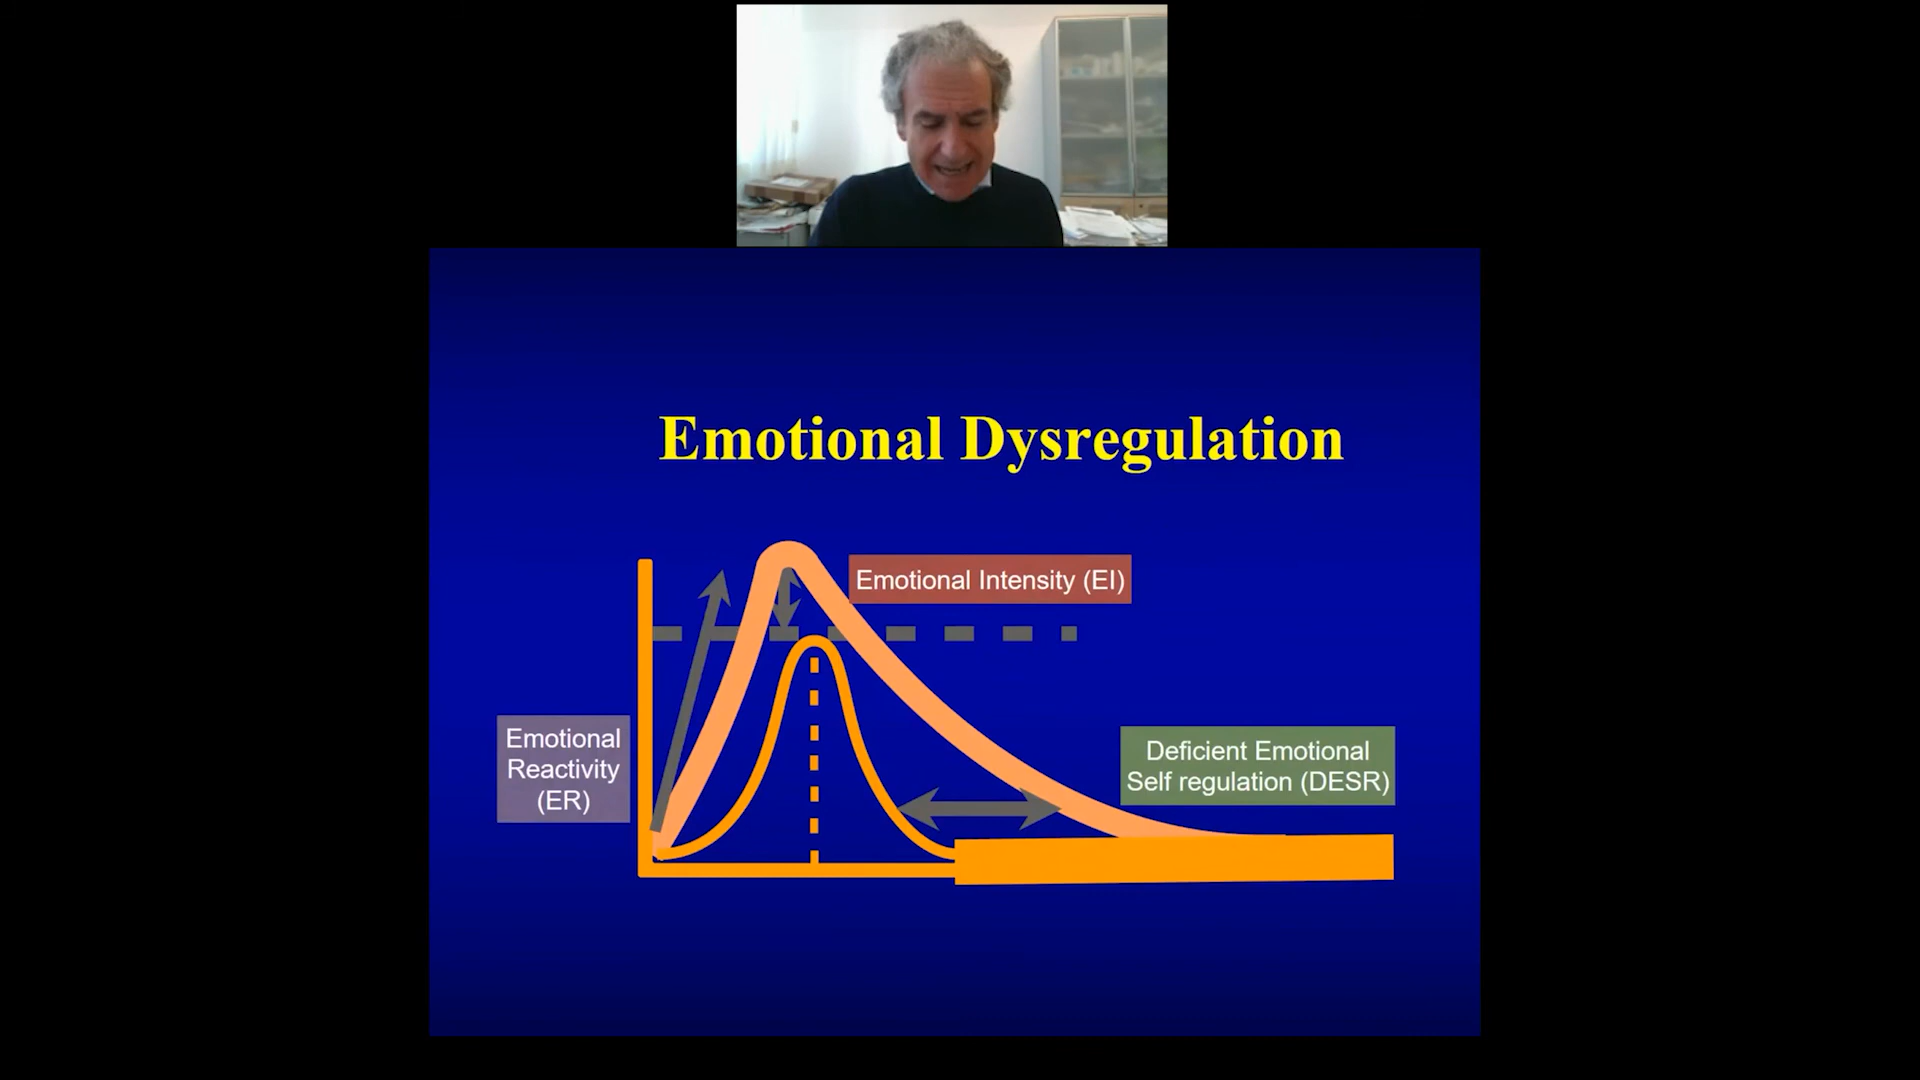 Emotional Dysregulation
Emotional Intensity (EI)
Emotional
Reactivity
(ER)
Deficient Emotional
Self regulation (DESR)